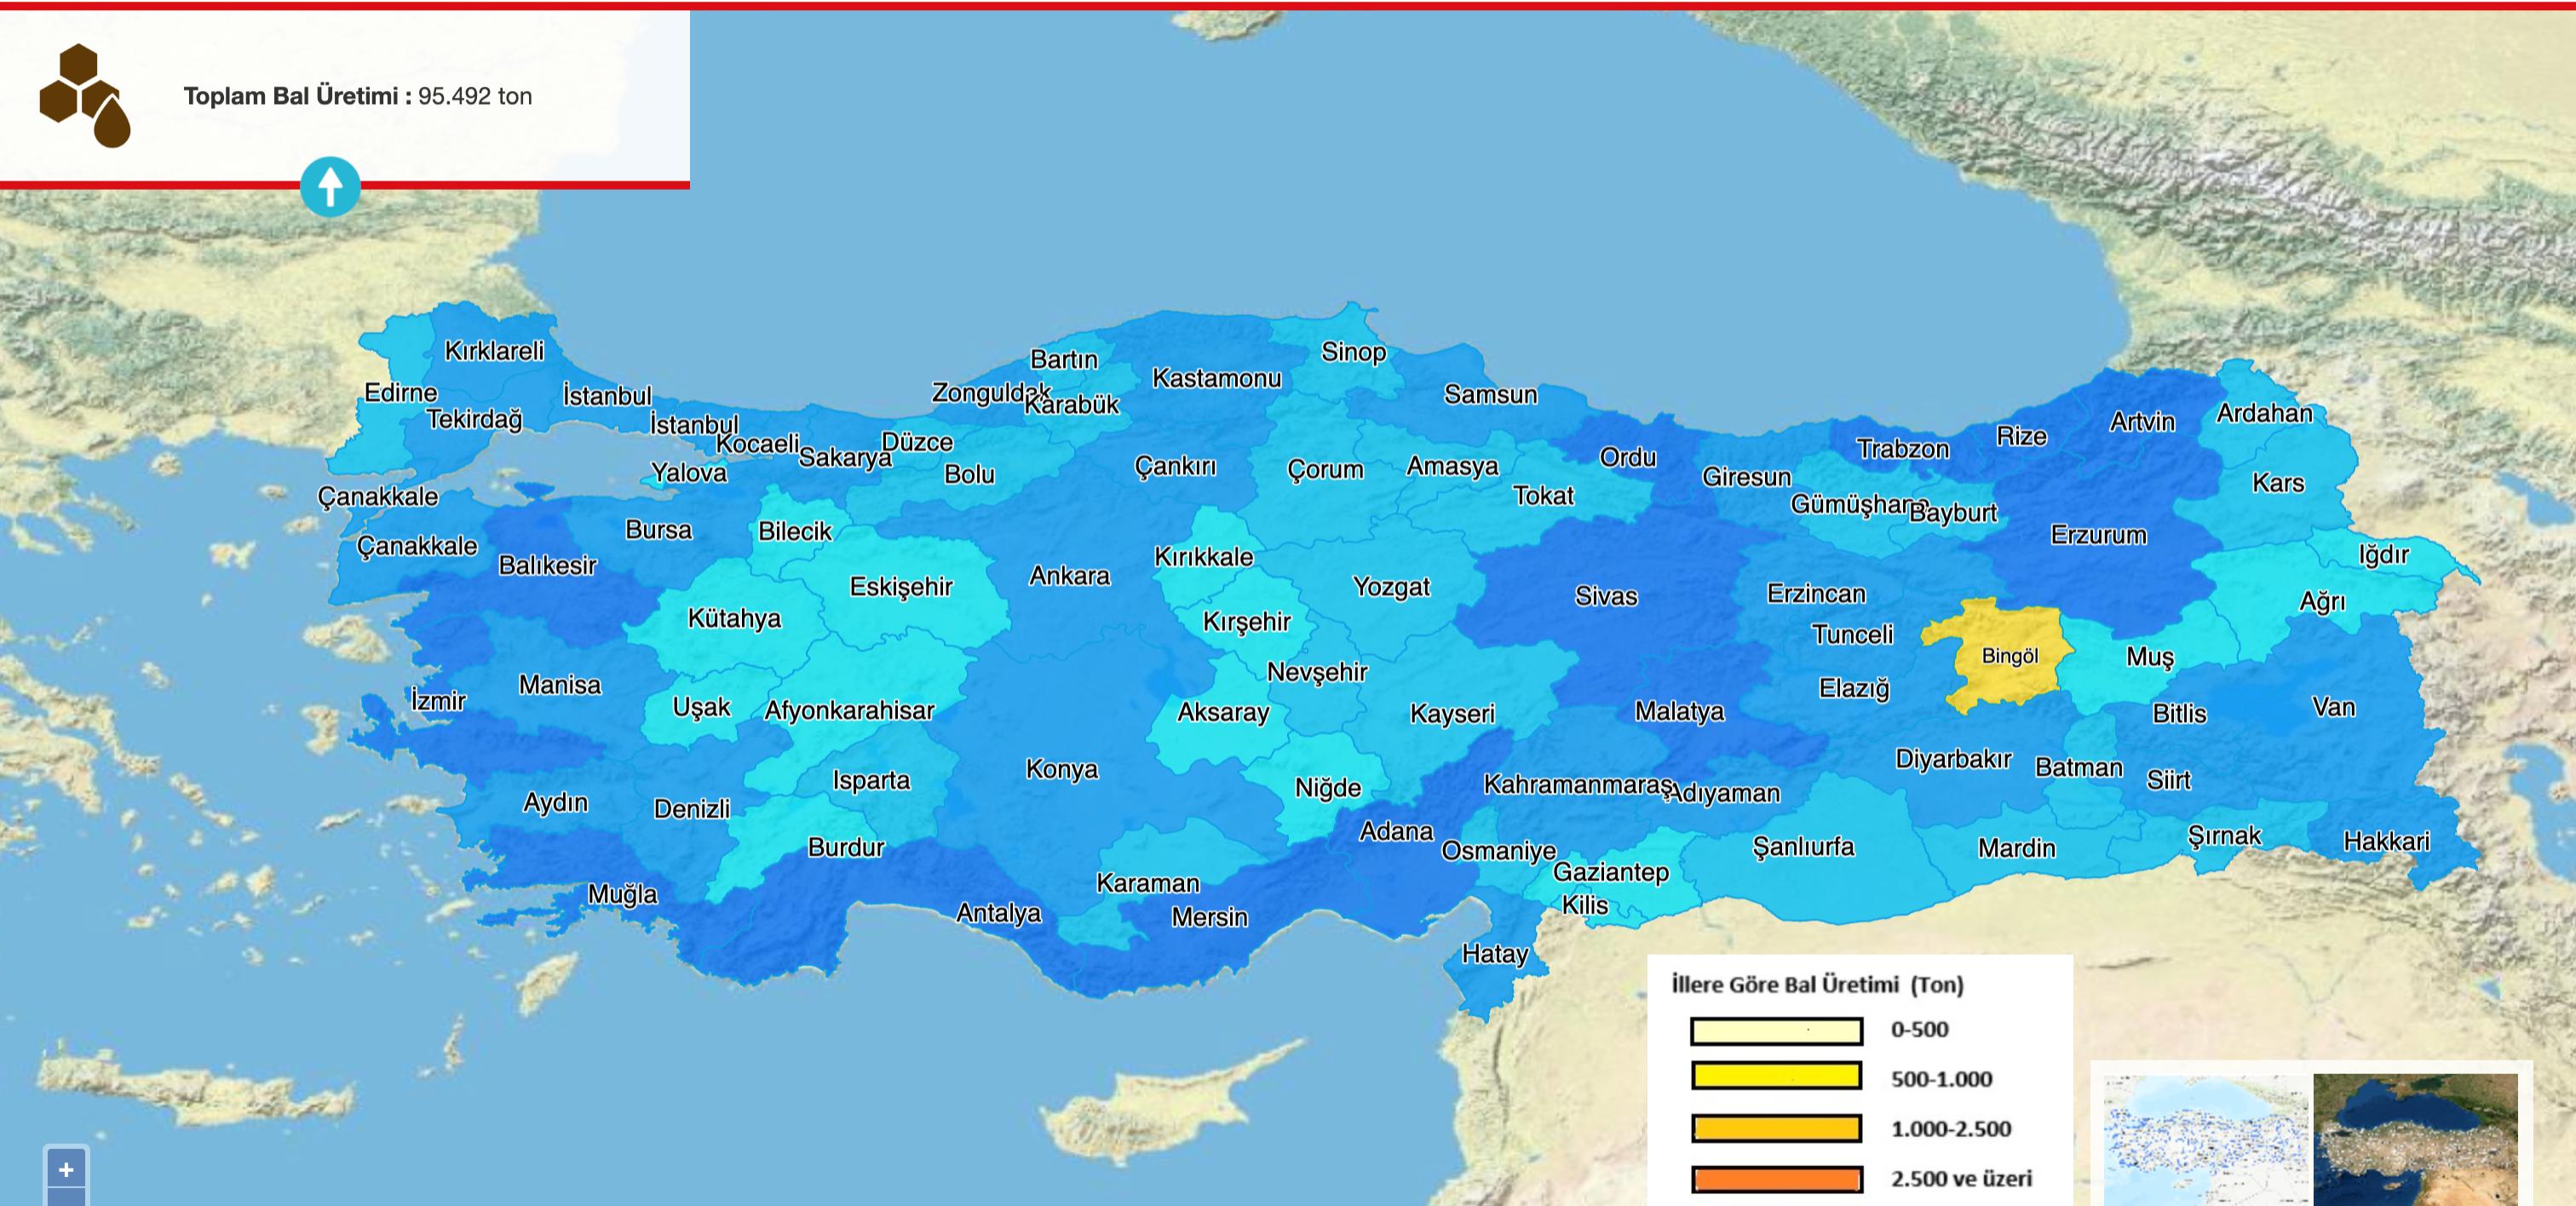 Toplam Bal Üretimi : 95.492 ton
Kırklareli
Edirne
Tekirdağ
İstanbul
İstanbul
Kocaeli
Sakarya
Düzce
Yalova
Bolu
Zonguldak
Bartın
Karabük
Kastamonu
Sinop
Samsun
Çankırı
Çorum
Amasya
Tokat
Ordu
Giresun
Trabzon
Rize
Artvin
Ardahan
Gümüşhane
Bayburt
Kars
Erzurum
Iğdır
Ağrı
Çanakkale
Çanakkale
Balıkesir
Bursa
Bilecik
Eskişehir
Kütahya
Ankara
Kırıkkale
Kırşehir
Yozgat
Sivas
Erzincan
Tunceli
Bingöl
Muş
Elazığ
Bitlis
Van
İzmir
Manisa
Uşak
Afyonkarahisar
Nevşehir
Aksaray
Kayseri
Malatya
Diyarbakır
Batman
Siirt
Aydın
Denizli
Isparta
Konya
Niğde
Kahramanmaraş
Adıyaman
Burdur
Adana
Osmaniye
Şanlıurfa
Mardin
Şırnak
Hakkari
Muğla
Antalya
Karaman
Mersin
Gaziantep
Kilis
Hatay
İllere Göre Bal Üretimi (Ton)
0-500
500-1.000
1.000-2.500
2.500 ve üzeri
+